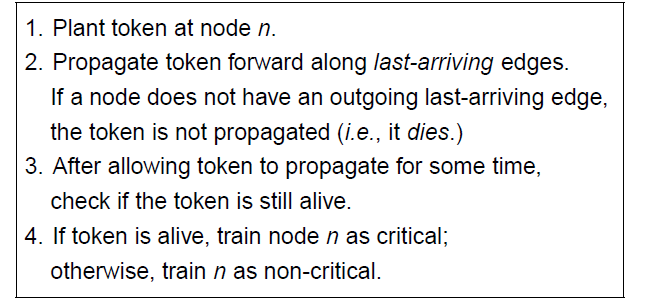 1. Plant token at node n.
2. Propagate token forward along last-arriving edges.
If a node does not have an outgoing last-arriving edge,
the token is not propagated (i.e., it dies.)
3. After allowing token to propagate for some time,
check if the token is still alive.
4. If token is alive, train node n as critical;
otherwise, train n as non-critical.